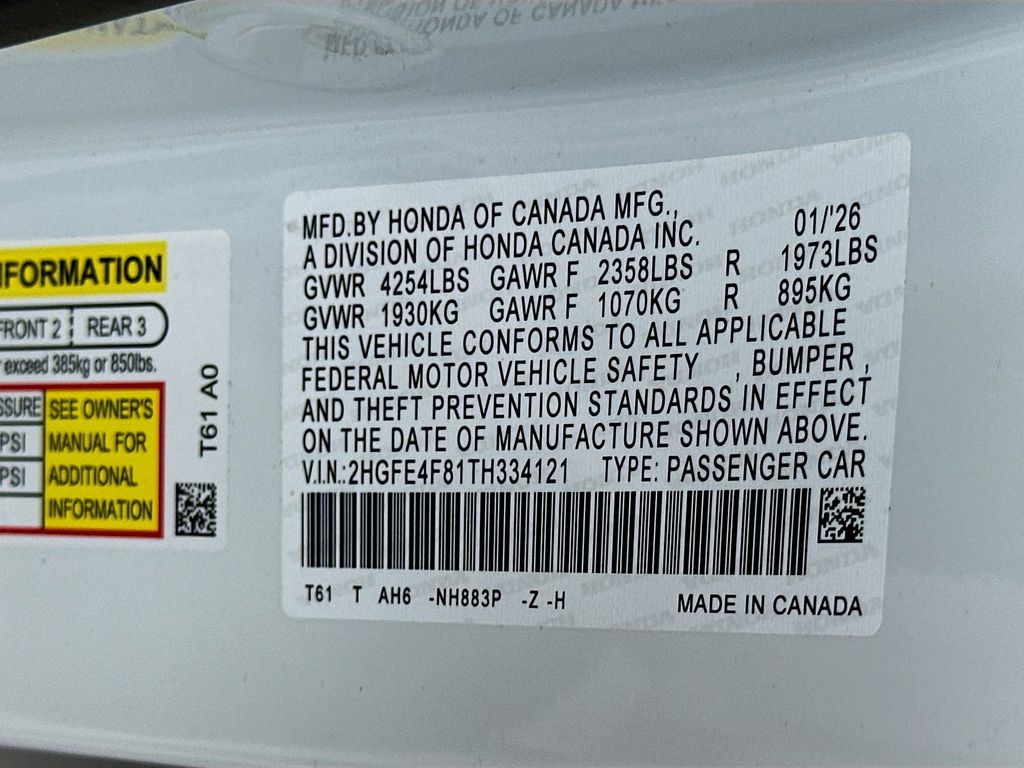 MFD.BY HONDA OF CANADA MFG., 01/'26
A DIVISION OF HONDA CANADA INC.
GVWR 4254LBS GAWR F 2358LBS R 1973LBS
GVWR 1930KG GAWR F 1070KG R 895KG
THIS VEHICLE CONFORMS TO ALL APPLICABLE
FEDERAL MOTOR VEHICLE SAFETY , BUMPER ,
AND THEFT PREVENTION STANDARDS IN EFFECT
ON THE DATE OF MANUFACTURE SHOWN ABOVE.
V.I.N.:2HGFE4F81TH334121 TYPE: PASSENGER CAR
T61 T AH6 -NH883P -Z -H MADE IN CANADA
FRONT 2 REAR 3
exceed 385kg or 850lbs.
SEE OWNER'S
PSI MANUAL FOR
PSI ADDITIONAL
INFORMATION
T61 A0